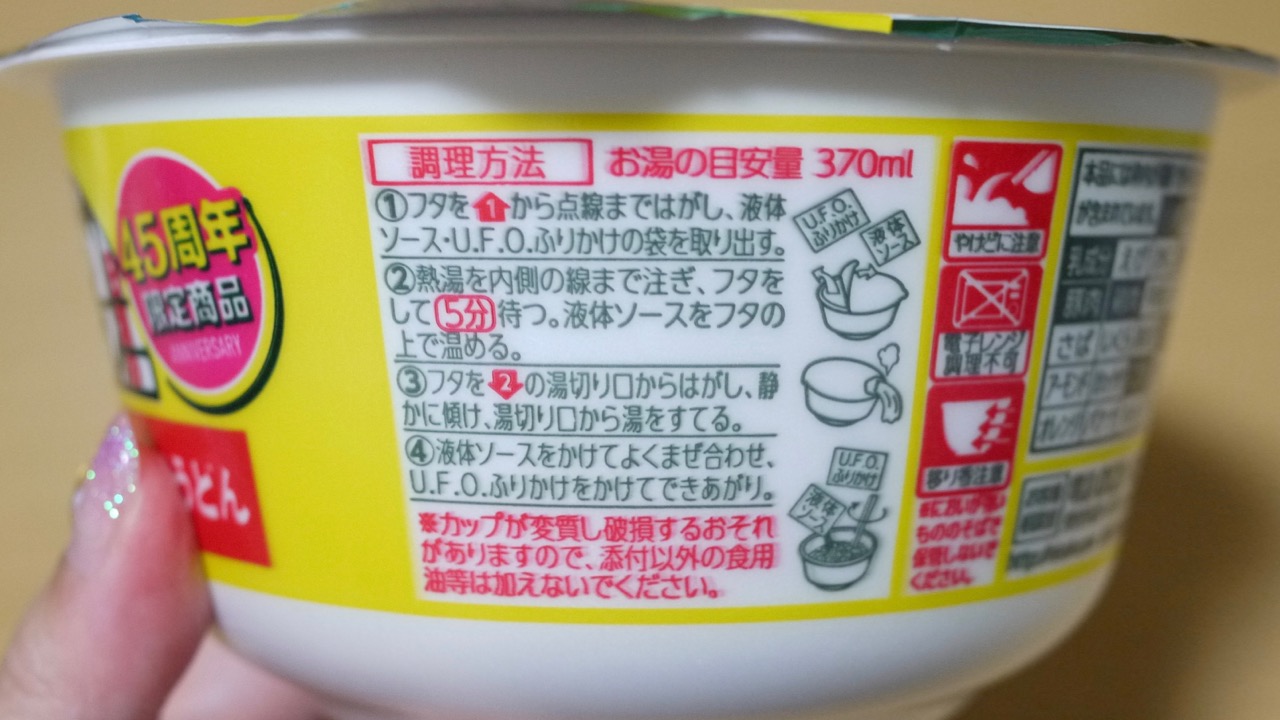 45周年
限定商品
ANNIVERSARY
うどん
調理方法 お湯の目安量 370ml
①フタを1から点線まではがし、液体
ソース・U.F.O.ふりかけの袋を取り出す。
②熱湯を内側の線まで注ぎ、フタを
して5分待つ。液体ソースをフタの
上で温める。
③フタを2の湯切り口からはがし、静
かに傾け、湯切り口から湯をすてる。
④液体ソースをかけてよくまぜ合わせ、
U.F.O.ふりかけをかけてできあがり。
※カップが変質し破損するおそれ
がありますので、添付以外の食用
油等は加えないでください。
U.F.O.
ふりかけ
液体
ソース
U.F.O.
ふりかけ
液体
ソース
やけどに注意
電子レンジ
調理不可
移り香注意
もののそばで
保管しないで
ください。
本品には
が含まれています。
乳成分
豚肉
さば
アーモンド
オレンジ